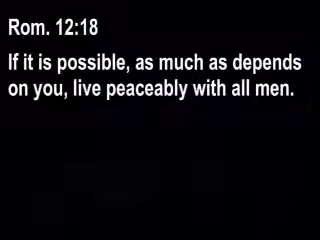 Rom. 12:18
If it is possible, as much as depends
on you, live peaceably with all men.